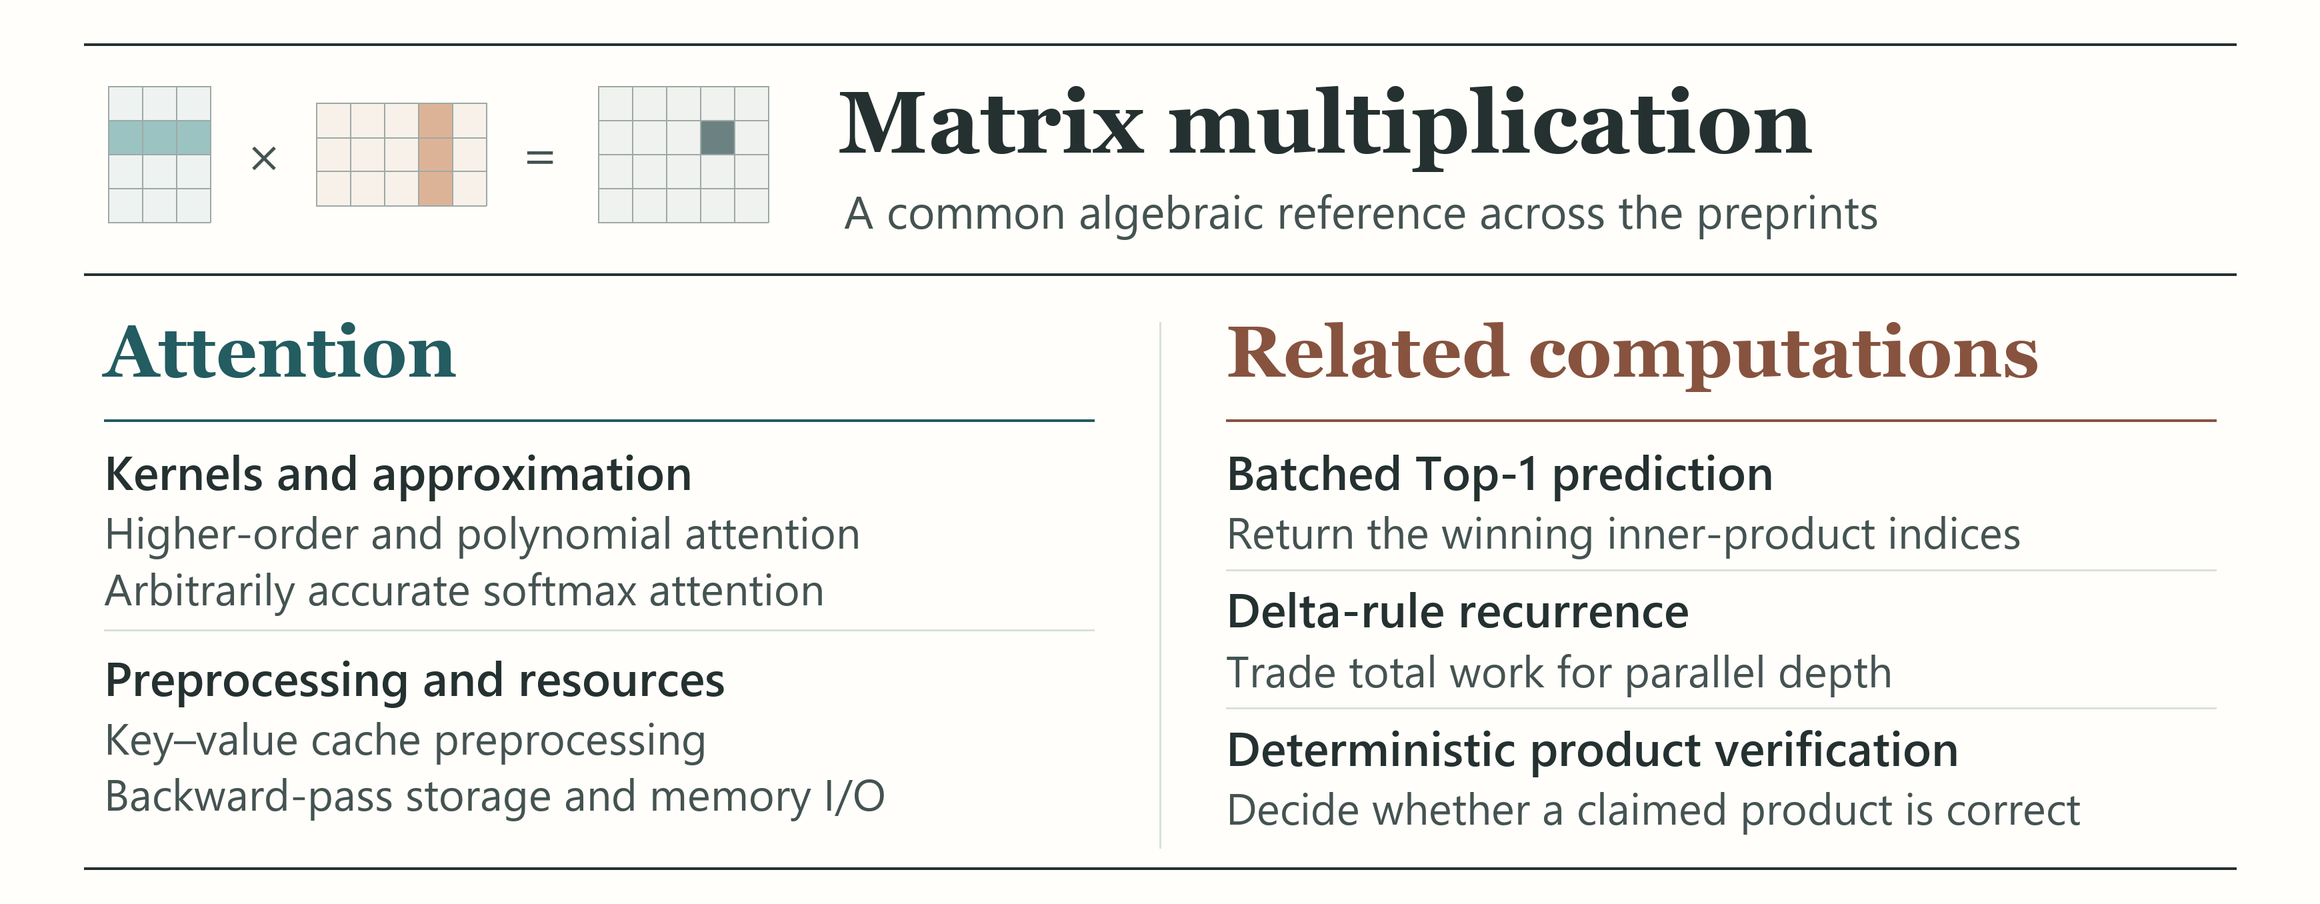 × =
Matrix multiplication
A common algebraic reference across the preprints
Attention
Kernels and approximation
Higher-order and polynomial attention
Arbitrarily accurate softmax attention
Preprocessing and resources
Key–value cache preprocessing
Backward-pass storage and memory I/O
Related computations
Batched Top-1 prediction
Return the winning inner-product indices
Delta-rule recurrence
Trade total work for parallel depth
Deterministic product verification
Decide whether a claimed product is correct